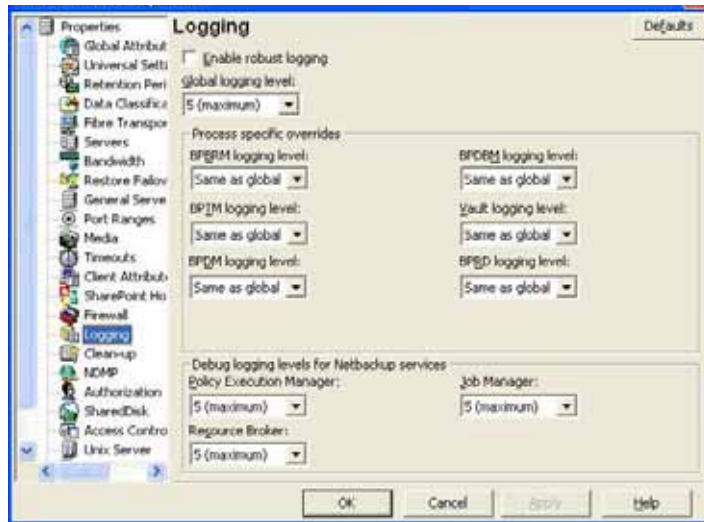 Properties
Global Attribut
Universal Setti
Retention Peri
Data Classifica
Fibre Transpor
Servers
Bandwidth
Restore Failov
General Serve
Port Ranges
Media
Timeouts
Client Attribut
SharePoint Ho
Firewall
Logging
Clean-up
NDMP
Authorization
SharedDisk
Access Contro
Unix Server
Logging
Defaults
Enable robust logging
Global logging level:
5 (maximum)
Process specific overrides
BPBRM logging level:
BPDBM logging level:
Same as global
Same as global
BPTM logging level:
Vault logging level:
Same as global
Same as global
BPDM logging level:
BPRD logging level:
Same as global
Same as global
Debug logging levels for Netbackup services
Policy Execution Manager:
Job Manager:
5 (maximum)
5 (maximum)
Resource Broker:
5 (maximum)
OK
Cancel
Apply
Help